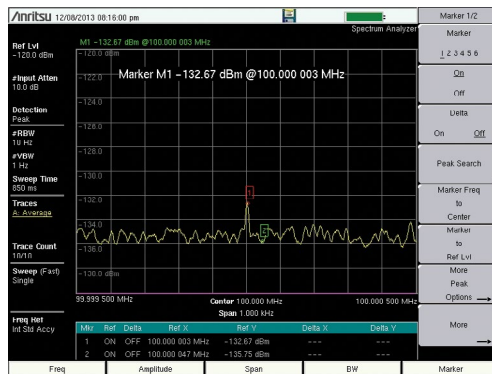 Anritsu 12/08/2013 08:16:00 pm
Spectrum Analyzer
Ref Lvl
-120.0 dBm
#Input Atten
10.0 dB
Detection
Peak
#RBW
10 Hz
#VBW
1 Hz
Sweep Time
850 ms
Traces
A: Average
Trace Count
10/10
Sweep (Fast)
Single
Freq Ref
Int Std Accy
M1 -132.67 dBm @100.000 003 MHz
-120.0 dBm
Marker M1 -132.67 dBm @100.000 003 MHz
-124.0
-126.0
-128.0
-130.0
-132.0
-134.0
-136.0
1
2
99.999 500 MHz
Center 100.000 MHz
100.000 500 MHz
Span 1.000 kHz
Mkr Ref Delta Ref X Ref Y Delta X Delta Y
1 ON OFF 100.000 003 MHz -132.67 dBm --- ---
2 ON OFF 100.000 047 MHz -135.75 dBm --- ---
Marker 1/2
Marker
1 2 3 4 5 6
On
Off
Delta
On Off
Peak Search
Marker Freq
to
Center
Marker
to
Ref Lvl
More
Peak
Options
More
Freq Amplitude Span BW Marker